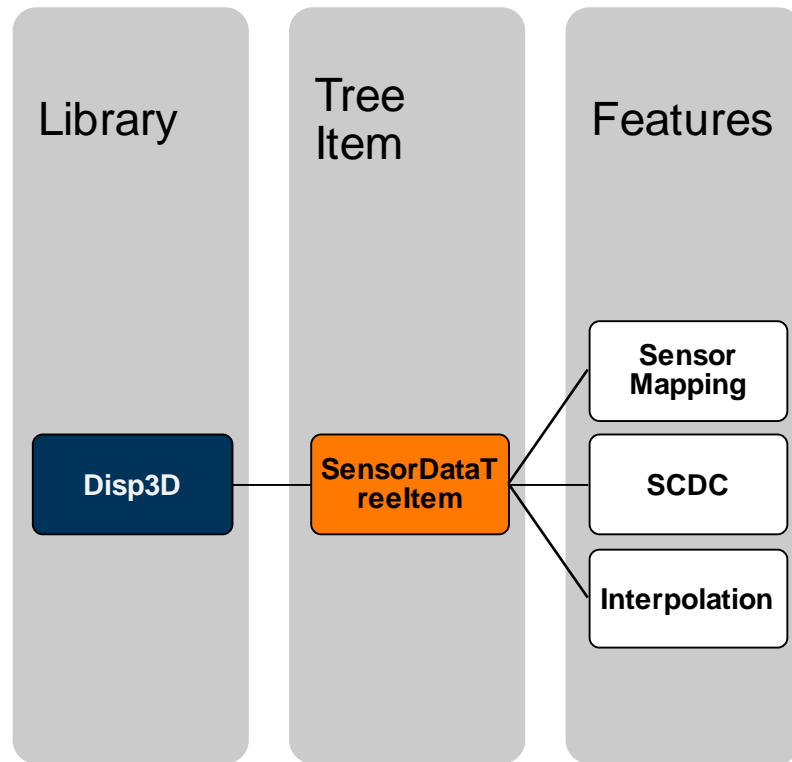 Library
Tree
Item
Features
Disp3D
SensorDataT
reeItem
Sensor
Mapping
SCDC
Interpolation